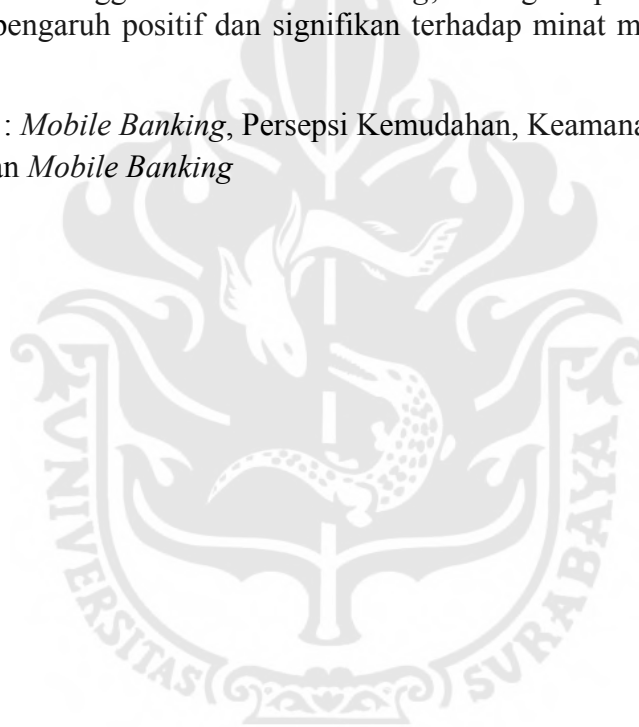 pengaruh positif dan signifikan terhadap minat m
: Mobile Banking, Persepsi Kemudahan, Keamana
an Mobile Banking
UNIVERSITAS SURABAYA